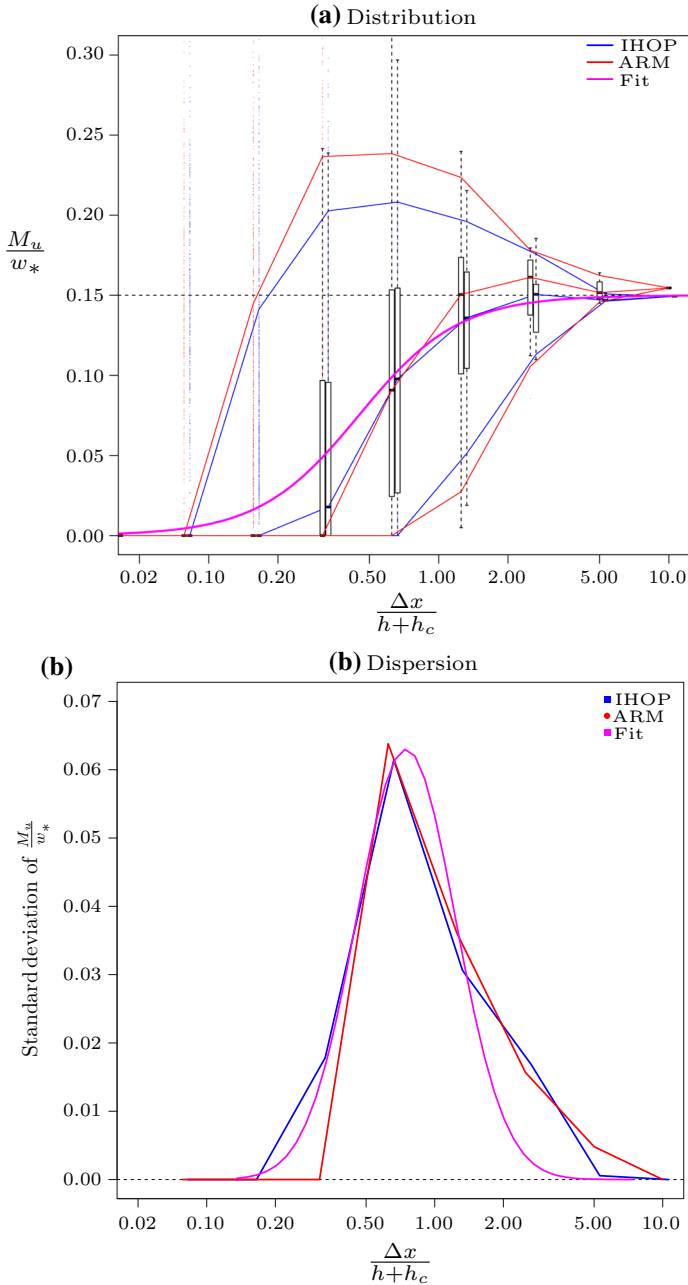 (a) Distribution
0.30
0.25
0.20
0.15
0.10
0.05
0.00
M_u
w_*
IHOP
ARM
Fit
0.02 0.10 0.20 0.50 1.00 2.00 5.00 10.0
Δx
h+h_c
(b) (b) Dispersion
0.07
0.06
0.05
0.04
0.03
0.02
0.01
0.00
Standard deviation of M_u/w_*
IHOP
ARM
Fit
0.02 0.10 0.20 0.50 1.00 2.00 5.00 10.0
Δx
h+h_c